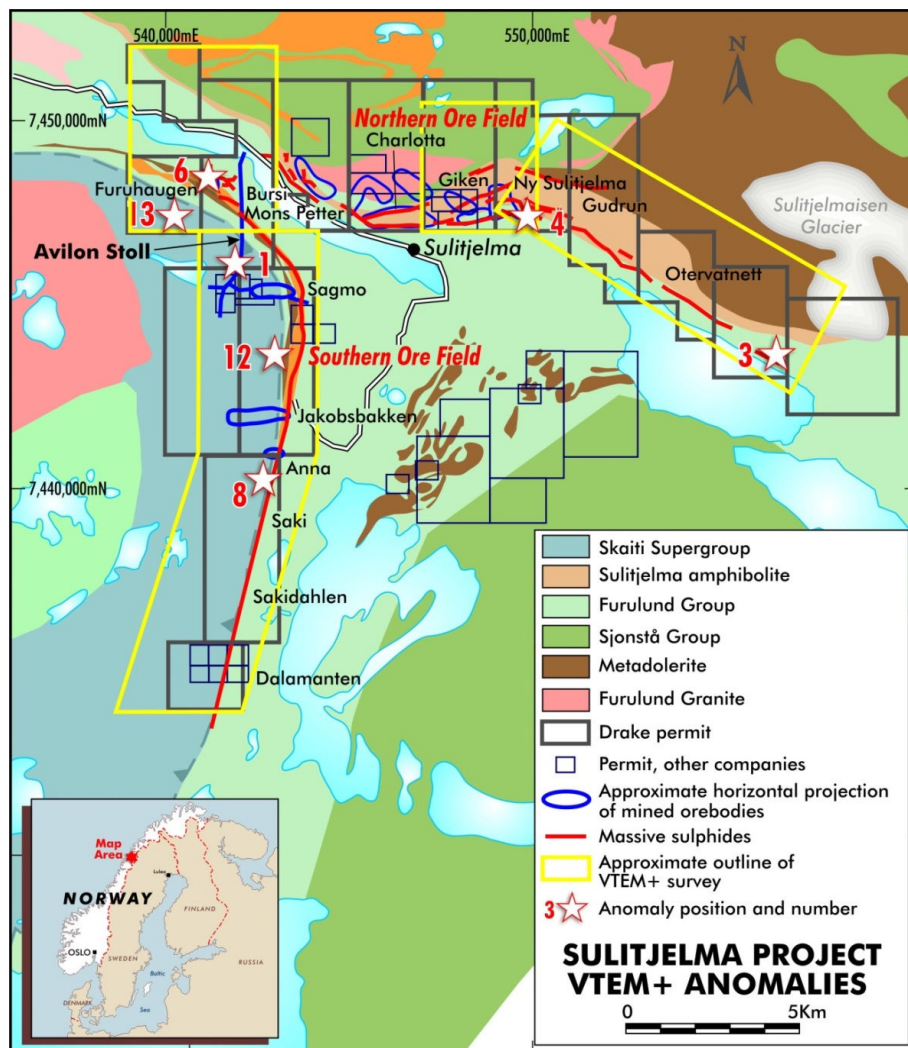 540,000mE
550,000mE
N
7,450,000mN
Northern Ore Field
Charlotta
6
Furuhaugen
Bursi
Giken
Ny Sulitjelma
Gudrun
13
Mons Petter
4
Sulitjelmaisen
Glacier
Avilon Stoll
Sulitjelma
1
Otervatnett
Sagmo
12
Southern Ore Field
3
Jakobsbakken
Anna
7,440,000mN
8
Saki
Sakidahlen
Dalamanten
Skaiti Supergroup
Sulitjelma amphibolite
Furulund Group
Sjonstå Group
Metadolerite
Furulund Granite
Drake permit
Permit, other companies
Approximate horizontal projection
of mined orebodies
Massive sulphides
Approximate outline of
VTEM+ survey
3
Anomaly position and number
SULITJELMA PROJECT
VTEM+ ANOMALIES
0
5Km
Map
Area
Lulea
NORWAY
FINLAND
OSLO
SWEDEN
RUSSIA
Baltic
Sea
DENMARK